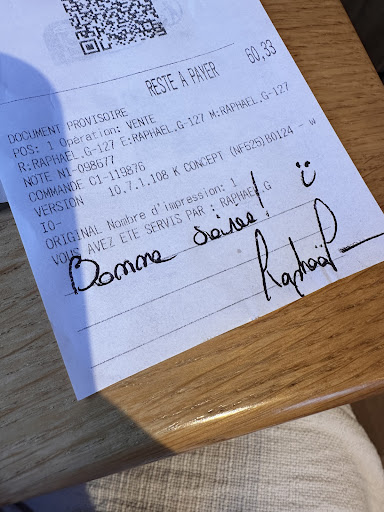 RESTE A PAYER 60,33
DOCUMENT PROVISOIRE
POS: 1 Opération: VENTE
R:RAPHAEL.G-127 E:RAPHAEL.G-127 M:RAPHAEL.G-127
NOTE N1-098677
COMMANDE C1-119876
VERSION 10.7.1.108 K CONCEPT (NF525)B0124 - W
IO-
ORIGINAL Nombre d'impression: 1
VOUS AVEZ ETE SERVIS PAR : RAPHAEL.G
Bonne soirée! :)
Raphaël